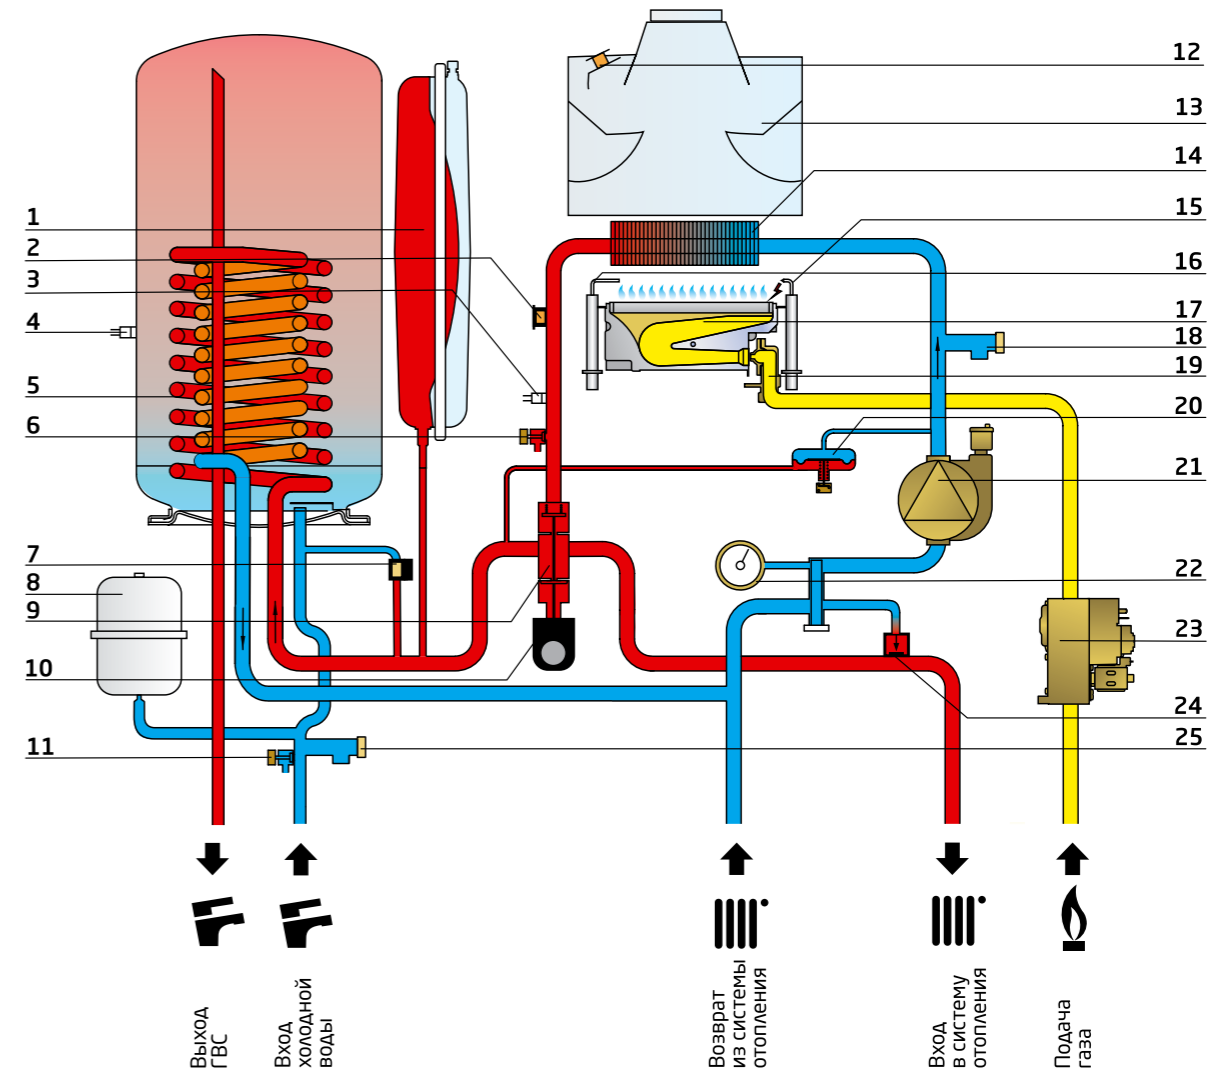 1
2
3
4
5
6
7
8
9
10
11
12
13
14
15
16
17
18
19
20
21
22
23
24
25
Выход
ГВС
Вход
холодной
воды
Возврат
из системы
отопления
Вход
в систему
отопления
Подача
газа